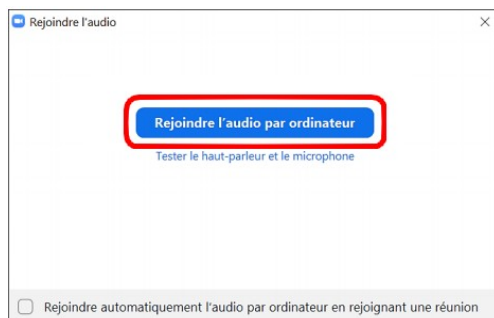 Rejoindre l'audio
Rejoindre l'audio par ordinateur
Tester le haut-parleur et le microphone
Rejoindre automatiquement l'audio par ordinateur en rejoignant une réunion